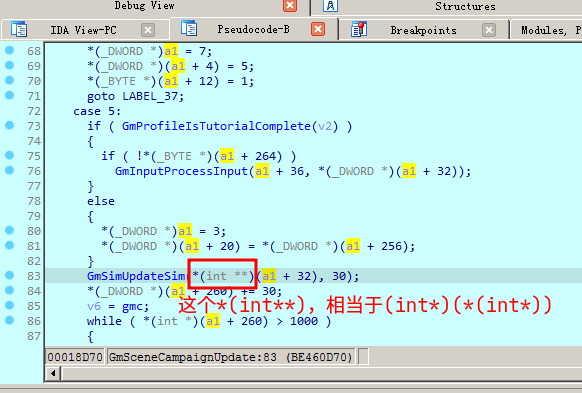 Debug View
Structures
IDA View-PC
Pseudocode-B
Breakpoints
Modules, P
68 *(_DWORD *)a1 = 7;
69 *(_DWORD *)(a1 + 4) = 5;
70 *(_BYTE *)(a1 + 12) = 1;
71 goto LABEL_37;
72 case 5:
73 if ( GmProfileIsTutorialComplete(v2) )
74 {
75 if ( !*(_BYTE *)(a1 + 264) )
76 GmInputProcessInput(a1 + 36, *(_DWORD *)(a1 + 32));
77 }
78 else
79 {
80 *(_DWORD *)a1 = 3;
81 *(_DWORD *)(a1 + 20) = *(_DWORD *)(a1 + 256);
82 }
83 GmSimUpdateSim(*(int **)(a1 + 32), 30);
84 *(_DWORD *)(a1 + 260) += 30;
85 v6 = gmc;
这个*(int**)，相当于(int*)(*(int*))
86 while ( *(int *)(a1 + 260) > 1000 )
87 {
00018D70 GmSceneCampaignUpdate:83 (BE460D70)